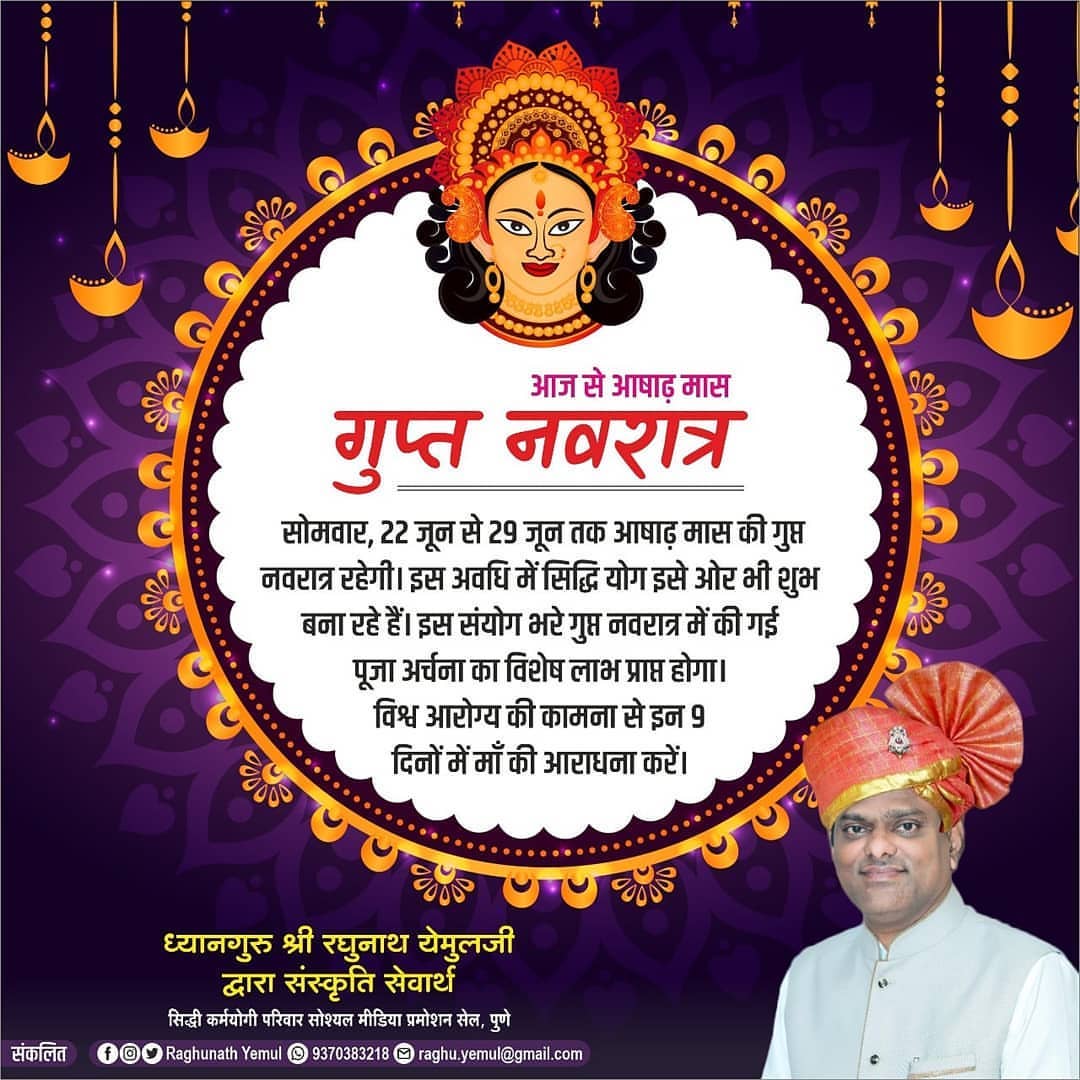 आज से आषाढ़ मास
गुप्त नवरात्र
सोमवार, 22 जून से 29 जून तक आषाढ़ मास की गुप्त
नवरात्र रहेगी। इस अवधि में सिद्धि योग इसे ओर भी शुभ
बना रहे हैं। इस संयोग भरे गुप्त नवरात्र में की गई
पूजा अर्चना का विशेष लाभ प्राप्त होगा।
विश्व आरोग्य की कामना से इन 9
दिनों में माँ की आराधना करें।
ध्यानगुरु श्री रघुनाथ येमुलजी
द्वारा संस्कृति सेवार्थ
सिद्धी कर्मयोगी परिवार सोश्यल मीडिया प्रमोशन सेल, पुणे
संकलित Raghunath Yemul 9370383218 raghu.yemul@gmail.com